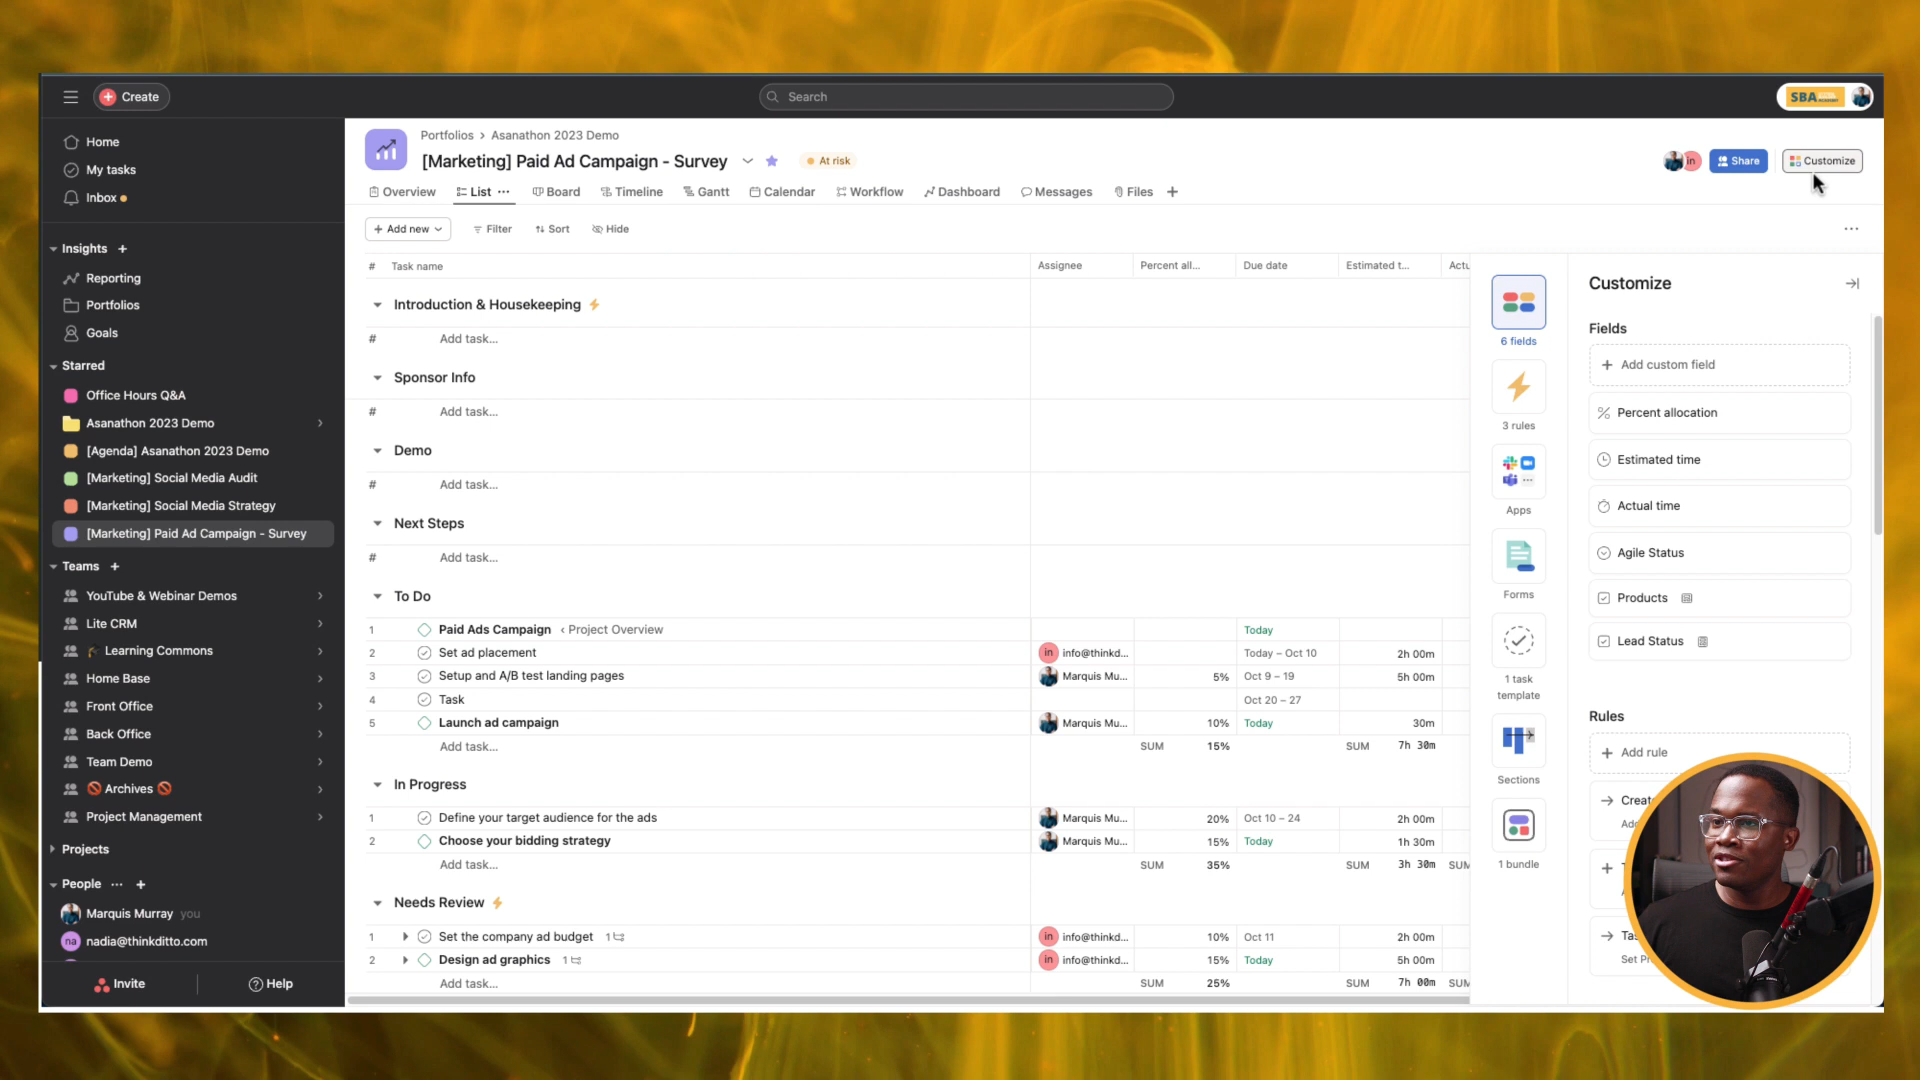 Create
Search
SBA
Home
My tasks
Inbox
Insights
Reporting
Portfolios
Goals
Starred
Office Hours Q&A
Asanathon 2023 Demo
[Agenda] Asanathon 2023 Demo
[Marketing] Social Media Audit
[Marketing] Social Media Strategy
[Marketing] Paid Ad Campaign - Survey
Teams
YouTube & Webinar Demos
Lite CRM
🎓 Learning Commons
Home Base
Front Office
Back Office
Team Demo
🚫 Archives 🚫
Project Management
Projects
People ...
Marquis Murray you
na nadia@thinkditto.com
Invite
Help
Portfolios > Asanathon 2023 Demo
[Marketing] Paid Ad Campaign - Survey At risk
in Share Customize
Overview List ... Board Timeline Gantt Calendar Workflow Dashboard Messages Files +
+ Add new Filter Sort Hide ...
# Task name Assignee Percent all... Due date Estimated t... Actu
Introduction & Housekeeping
# Add task...
Sponsor Info
# Add task...
Demo
# Add task...
Next Steps
# Add task...
To Do
1 Paid Ads Campaign ‹ Project Overview Today
2 Set ad placement in info@thinkd... Today – Oct 10 2h 00m
3 Setup and A/B test landing pages Marquis Mu... 5% Oct 9 – 19 5h 00m
4 Task Oct 20 – 27
5 Launch ad campaign Marquis Mu... 10% Today 30m
Add task... SUM 15% SUM 7h 30m
In Progress
1 Define your target audience for the ads Marquis Mu... 20% Oct 10 – 24 2h 00m
2 Choose your bidding strategy Marquis Mu... 15% Today 1h 30m
Add task... SUM 35% SUM 3h 30m SUM
Needs Review
1 Set the company ad budget 1 in info@thinkd... 10% Oct 11 2h 00m
2 Design ad graphics 1 in info@thinkd... 15% Today 5h 00m
Add task... SUM 25% SUM 7h 00m SUM
6 fields
3 rules
Apps
Forms
1 task
template
Sections
1 bundle
Customize
Fields
+ Add custom field
Percent allocation
Estimated time
Actual time
Agile Status
Products
Lead Status
Rules
+ Add rule